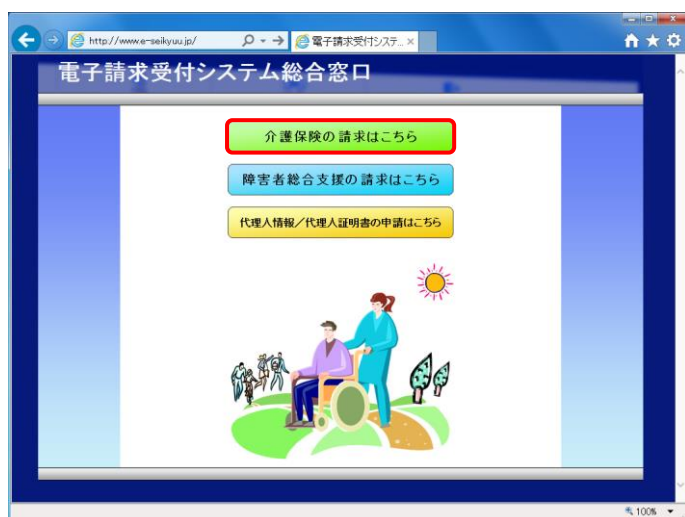 http://www.e-seikyuu.jp/
電子請求受付システ...
電子請求受付システム総合窓口
介護保険の請求はこちら
障害者総合支援の請求はこちら
代理人情報／代理人証明書の申請はこちら
100%